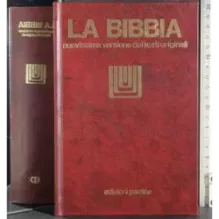 LA BIBBIA
nuovissima versione dai testi originali
edizioni paoline